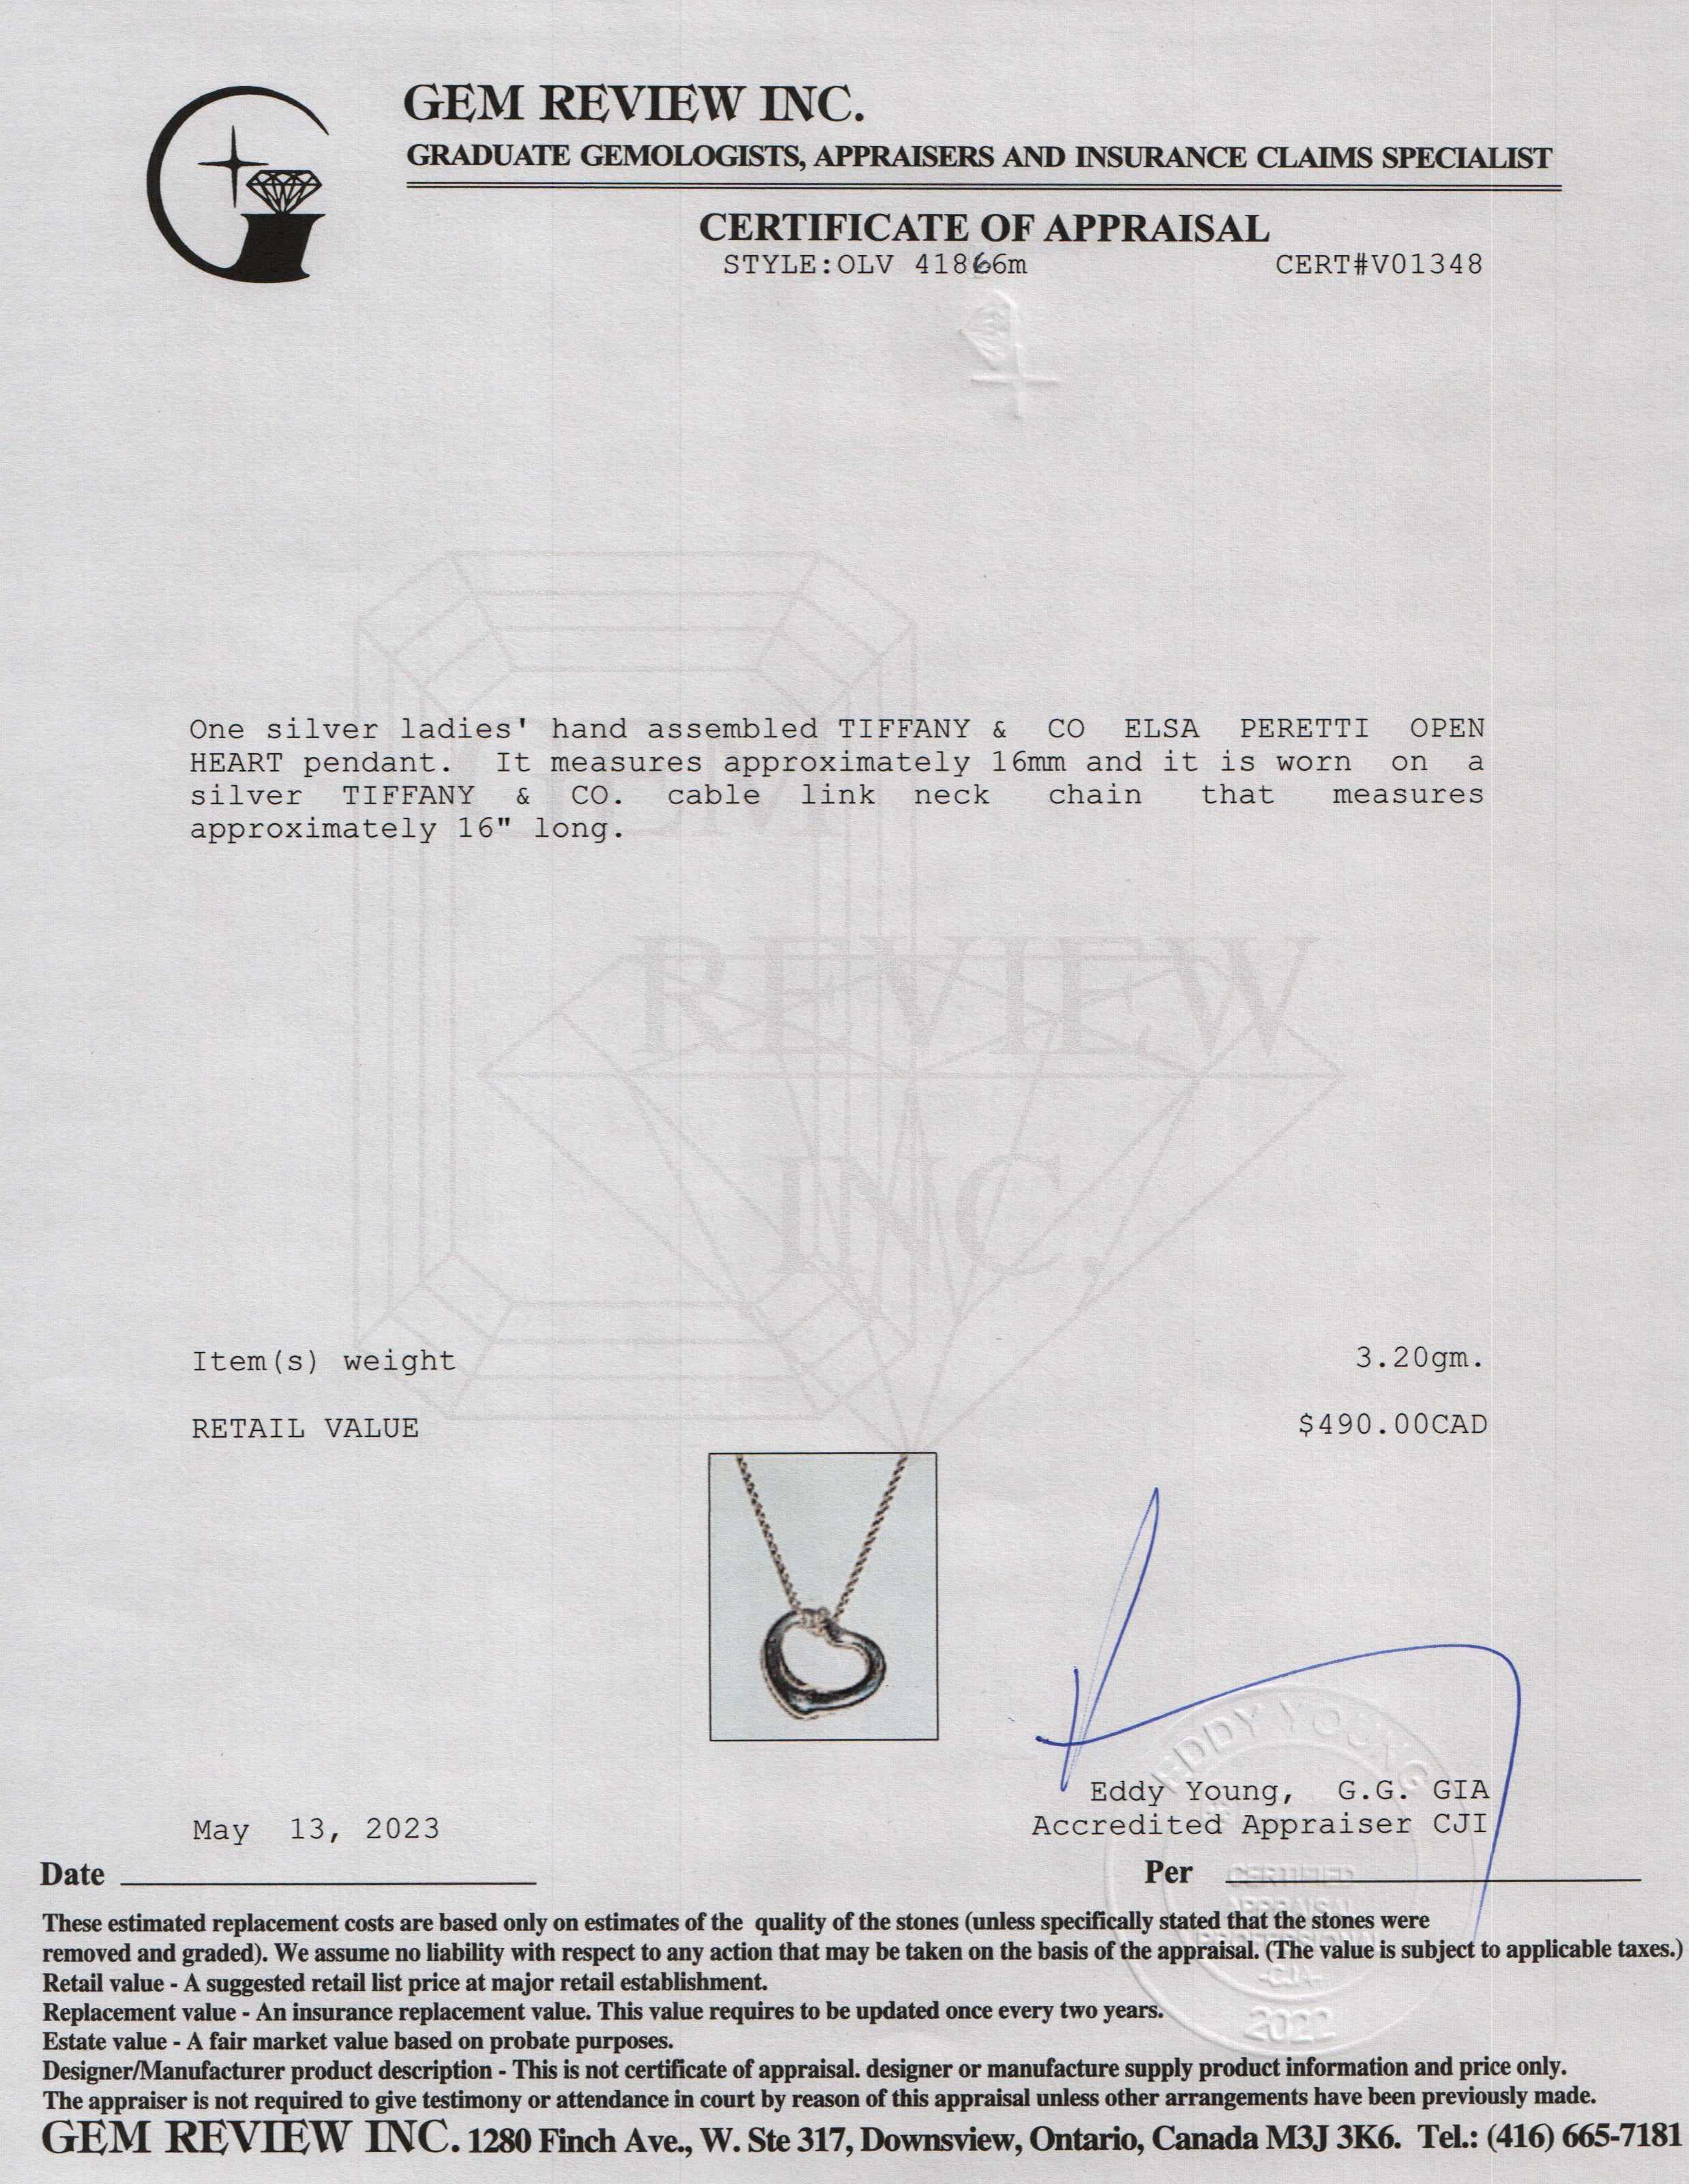 GEM REVIEW INC.
GRADUATE GEMOLOGISTS, APPRAISERS AND INSURANCE CLAIMS SPECIALIST
CERTIFICATE OF APPRAISAL
STYLE:OLV 41866m CERT#V01348
One silver ladies' hand assembled TIFFANY & CO ELSA PERETTI OPEN
HEART pendant. It measures approximately 16mm and it is worn on a
silver TIFFANY & CO. cable link neck chain that measures
approximately 16" long.
GEM
REVIEW
INC.
Item(s) weight 3.20gm.
RETAIL VALUE $490.00CAD
EDDY YOUNG
Eddy Young, G.G. GIA
May 13, 2023 Accredited Appraiser CJI
Date Per
CERTIFIED
APPRAISAL
PROFESSIONAL
-CJA-
2022
These estimated replacement costs are based only on estimates of the quality of the stones (unless specifically stated that the stones were
removed and graded). We assume no liability with respect to any action that may be taken on the basis of the appraisal. (The value is subject to applicable taxes.)
Retail value - A suggested retail list price at major retail establishment.
Replacement value - An insurance replacement value. This value requires to be updated once every two years.
Estate value - A fair market value based on probate purposes.
Designer/Manufacturer product description - This is not certificate of appraisal. designer or manufacture supply product information and price only.
The appraiser is not required to give testimony or attendance in court by reason of this appraisal unless other arrangements have been previously made.
GEM REVIEW INC. 1280 Finch Ave., W. Ste 317, Downsview, Ontario, Canada M3J 3K6. Tel.: (416) 665-7181